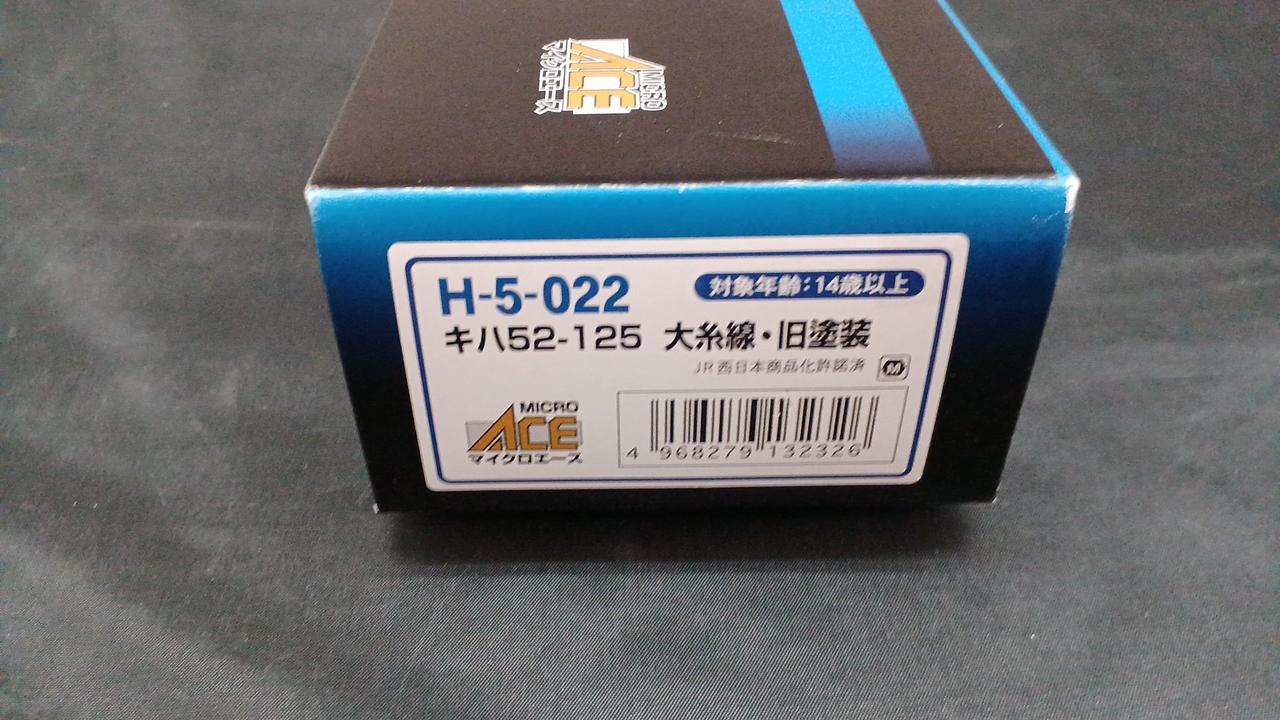 MICRO
ACE
マイクロエース
H-5-022
対象年齢:14歳以上
キハ52-125 大糸線・旧塗装
JR西日本商品化許諾済
M
MICRO
ACE
マイクロエース
4 968279 132326